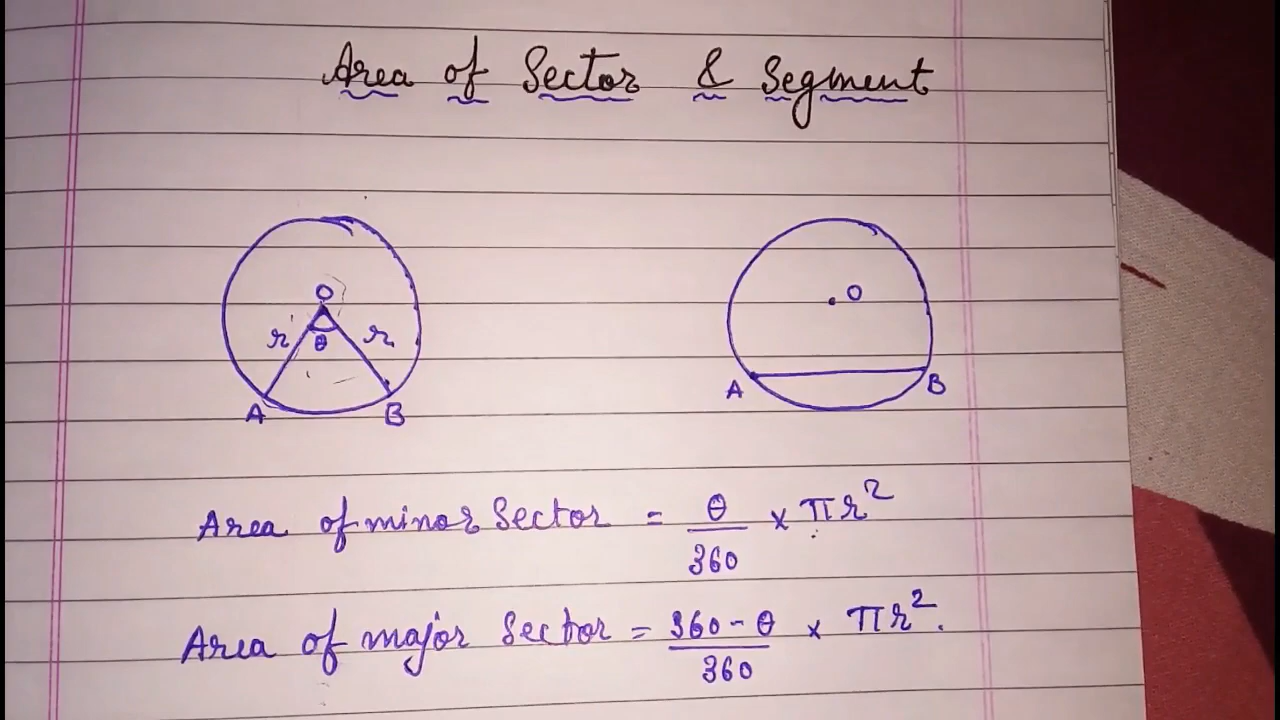 Area of Sector & Segment
O
r θ r
A B
O
A B
Area of minor Sector = θ/360 × πr²
Area of major Sector = 360-θ/360 × πr².